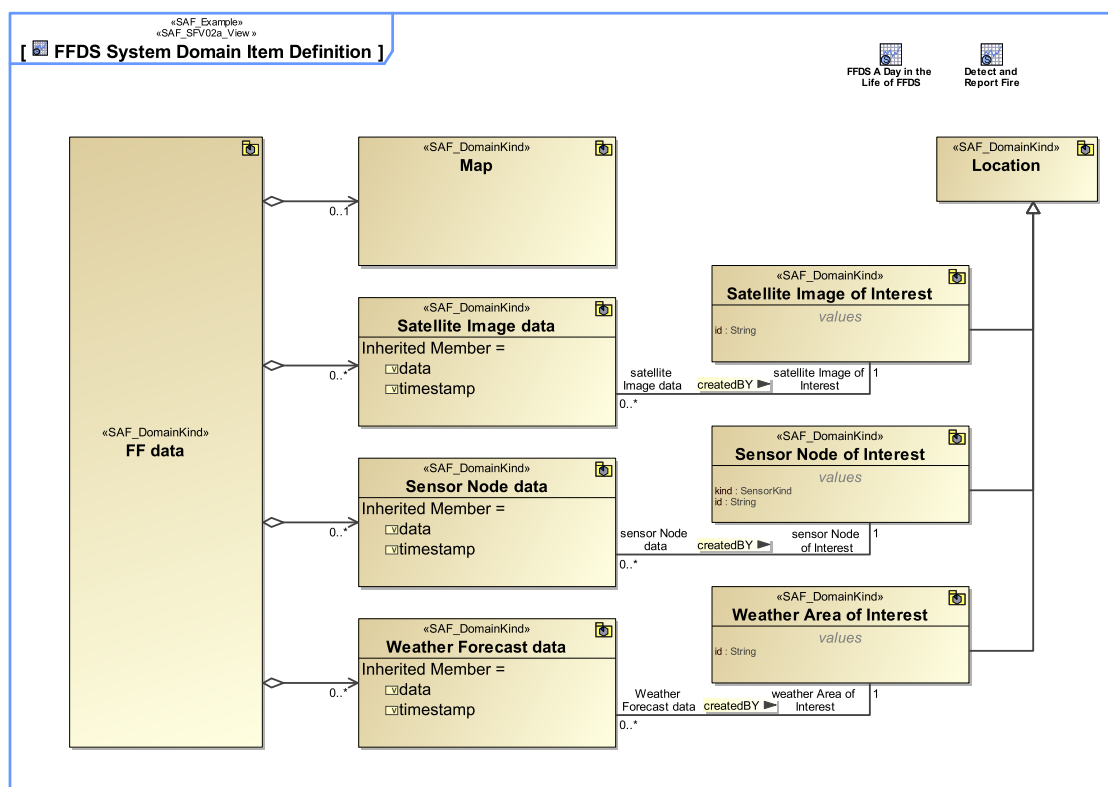 «SAF_Example»
«SAF_SFV02a_View »
[ FFDS System Domain Item Definition ]
FFDS A Day in the
Life of FFDS
Detect and
Report Fire
«SAF_DomainKind»
FF data
«SAF_DomainKind»
Map
0..1
«SAF_DomainKind»
Location
«SAF_DomainKind»
Satellite Image data
Inherited Member =
data
timestamp
0..*
«SAF_DomainKind»
Satellite Image of Interest
values
id : String
satellite
Image data
createdBY
satellite Image of
Interest
1
0..*
«SAF_DomainKind»
Sensor Node data
Inherited Member =
data
timestamp
0..*
«SAF_DomainKind»
Sensor Node of Interest
values
kind : SensorKind
id : String
sensor Node
data
createdBY
sensor Node
of Interest
1
0..*
«SAF_DomainKind»
Weather Forecast data
Inherited Member =
data
timestamp
0..*
«SAF_DomainKind»
Weather Area of Interest
values
id : String
Weather
Forecast data
createdBY
weather Area of
Interest
1
0..*